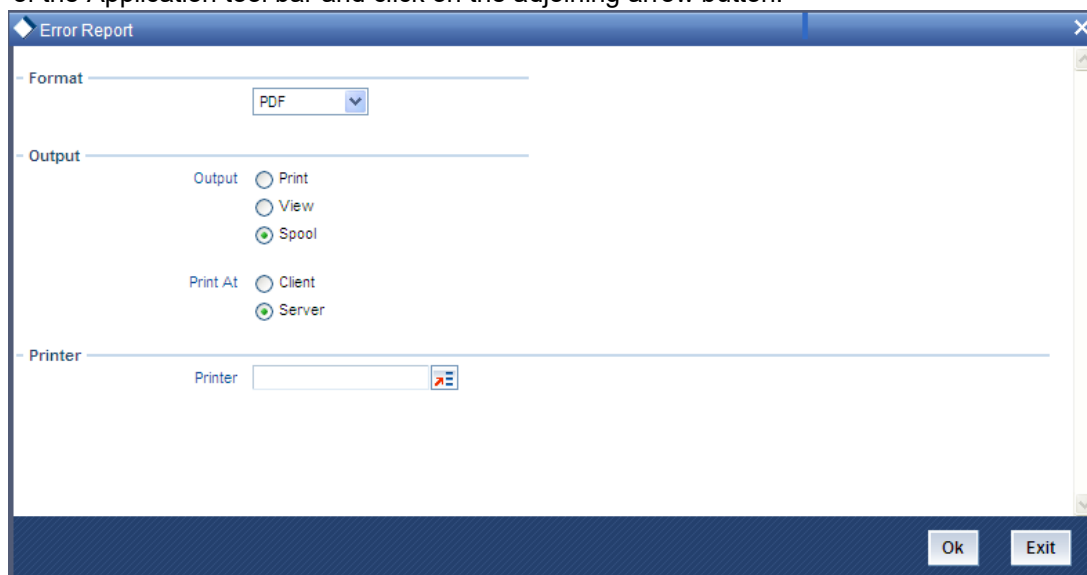 of the Application tool bar and click on the adjoining arrow button.
Error Report
Format
PDF
Output
Output Print
View
Spool
Print At Client
Server
Printer
Printer
Ok Exit